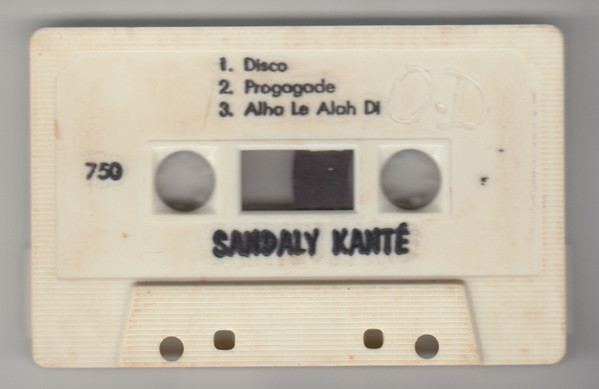 1. Disco
2. Progagade
3. Alha Le Alah Di
O.D
750
SANDALY KANTÉ